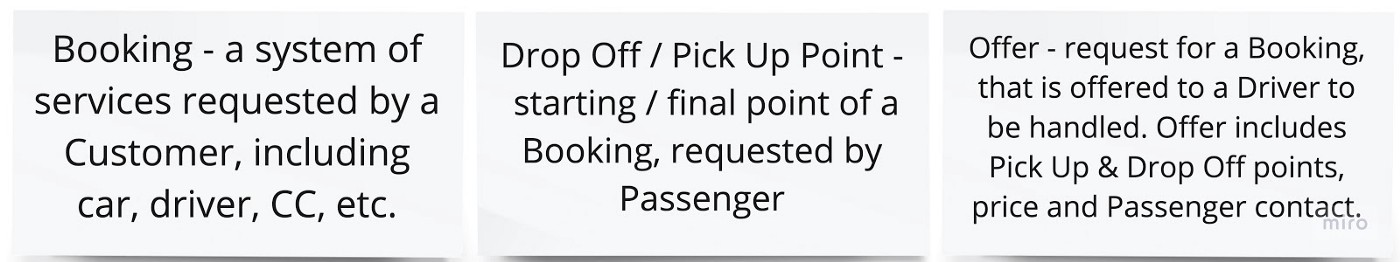 Booking - a system of
services requested by a
Customer, including
car, driver, CC, etc.
Drop Off / Pick Up Point -
starting / final point of a
Booking, requested by
Passenger
Offer - request for a Booking,
that is offered to a Driver to
be handled. Offer includes
Pick Up & Drop Off points,
price and Passenger contact.
miro